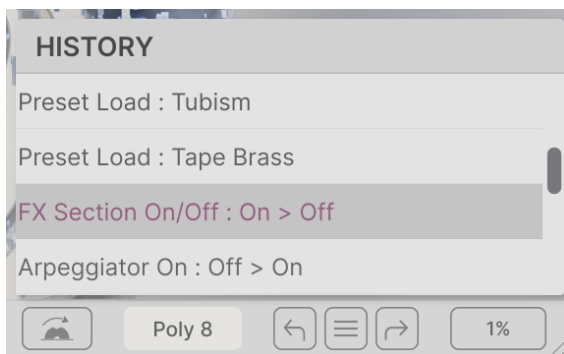 HISTORY
Preset Load : Tubism
Preset Load : Tape Brass
FX Section On/Off : On > Off
Arpeggiator On : Off > On
Poly 8
1%